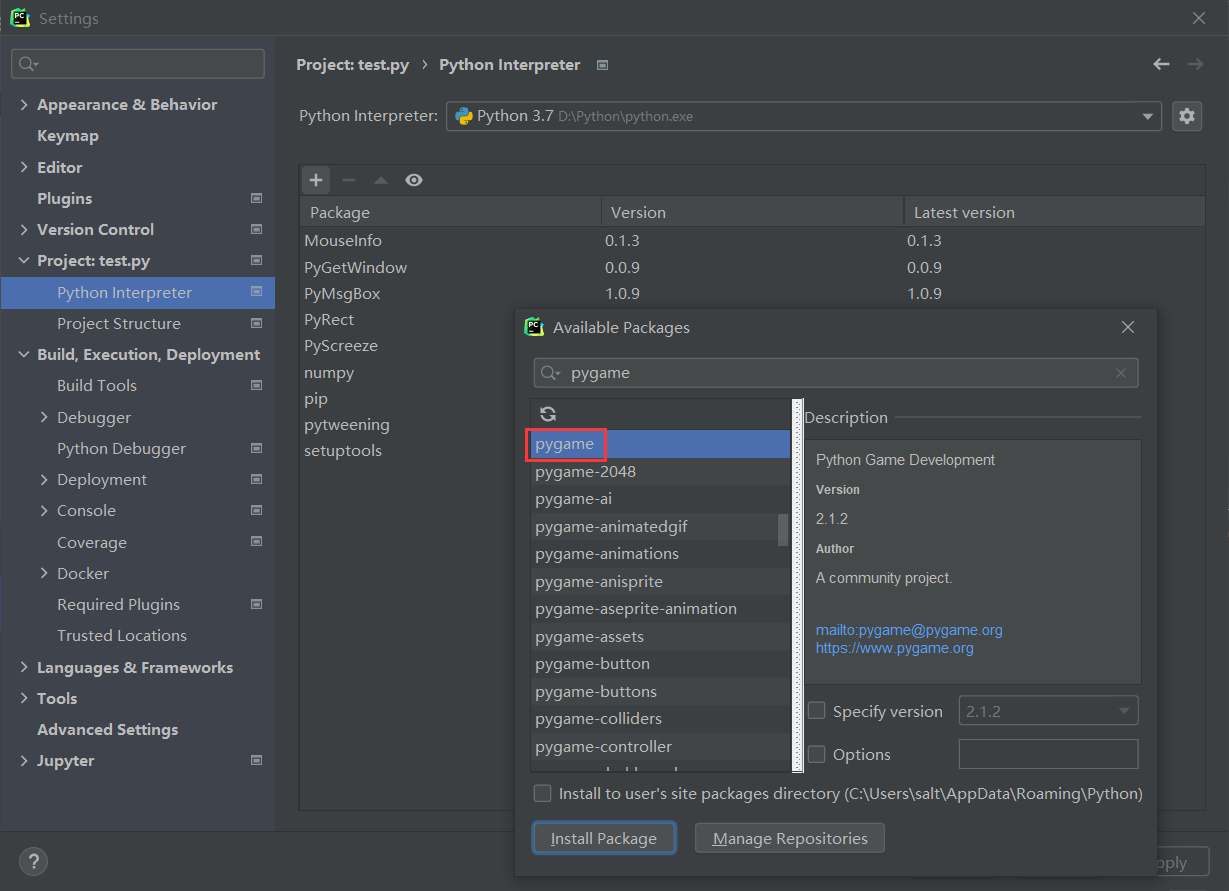 Settings
Appearance & Behavior
Keymap
Editor
Plugins
Version Control
Project: test.py
Python Interpreter
Project Structure
Build, Execution, Deployment
Build Tools
Debugger
Python Debugger
Deployment
Console
Coverage
Docker
Required Plugins
Trusted Locations
Languages & Frameworks
Tools
Advanced Settings
Jupyter
?
Project: test.py › Python Interpreter
Python Interpreter: Python 3.7 D:\Python\python.exe
Package Version Latest version
MouseInfo 0.1.3 0.1.3
PyGetWindow 0.0.9 0.0.9
PyMsgBox 1.0.9 1.0.9
PyRect
PyScreeze
numpy
pip
pytweening
setuptools
PC Available Packages
pygame
pygame
pygame-2048
pygame-ai
pygame-animatedgif
pygame-animations
pygame-anisprite
pygame-aseprite-animation
pygame-assets
pygame-button
pygame-buttons
pygame-colliders
pygame-controller
Description
Python Game Development
Version
2.1.2
Author
A community project.
mailto:pygame@pygame.org
https://www.pygame.org
Specify version 2.1.2
Options
Install to user's site packages directory (C:\Users\salt\AppData\Roaming\Python)
Install Package Manage Repositories
pply